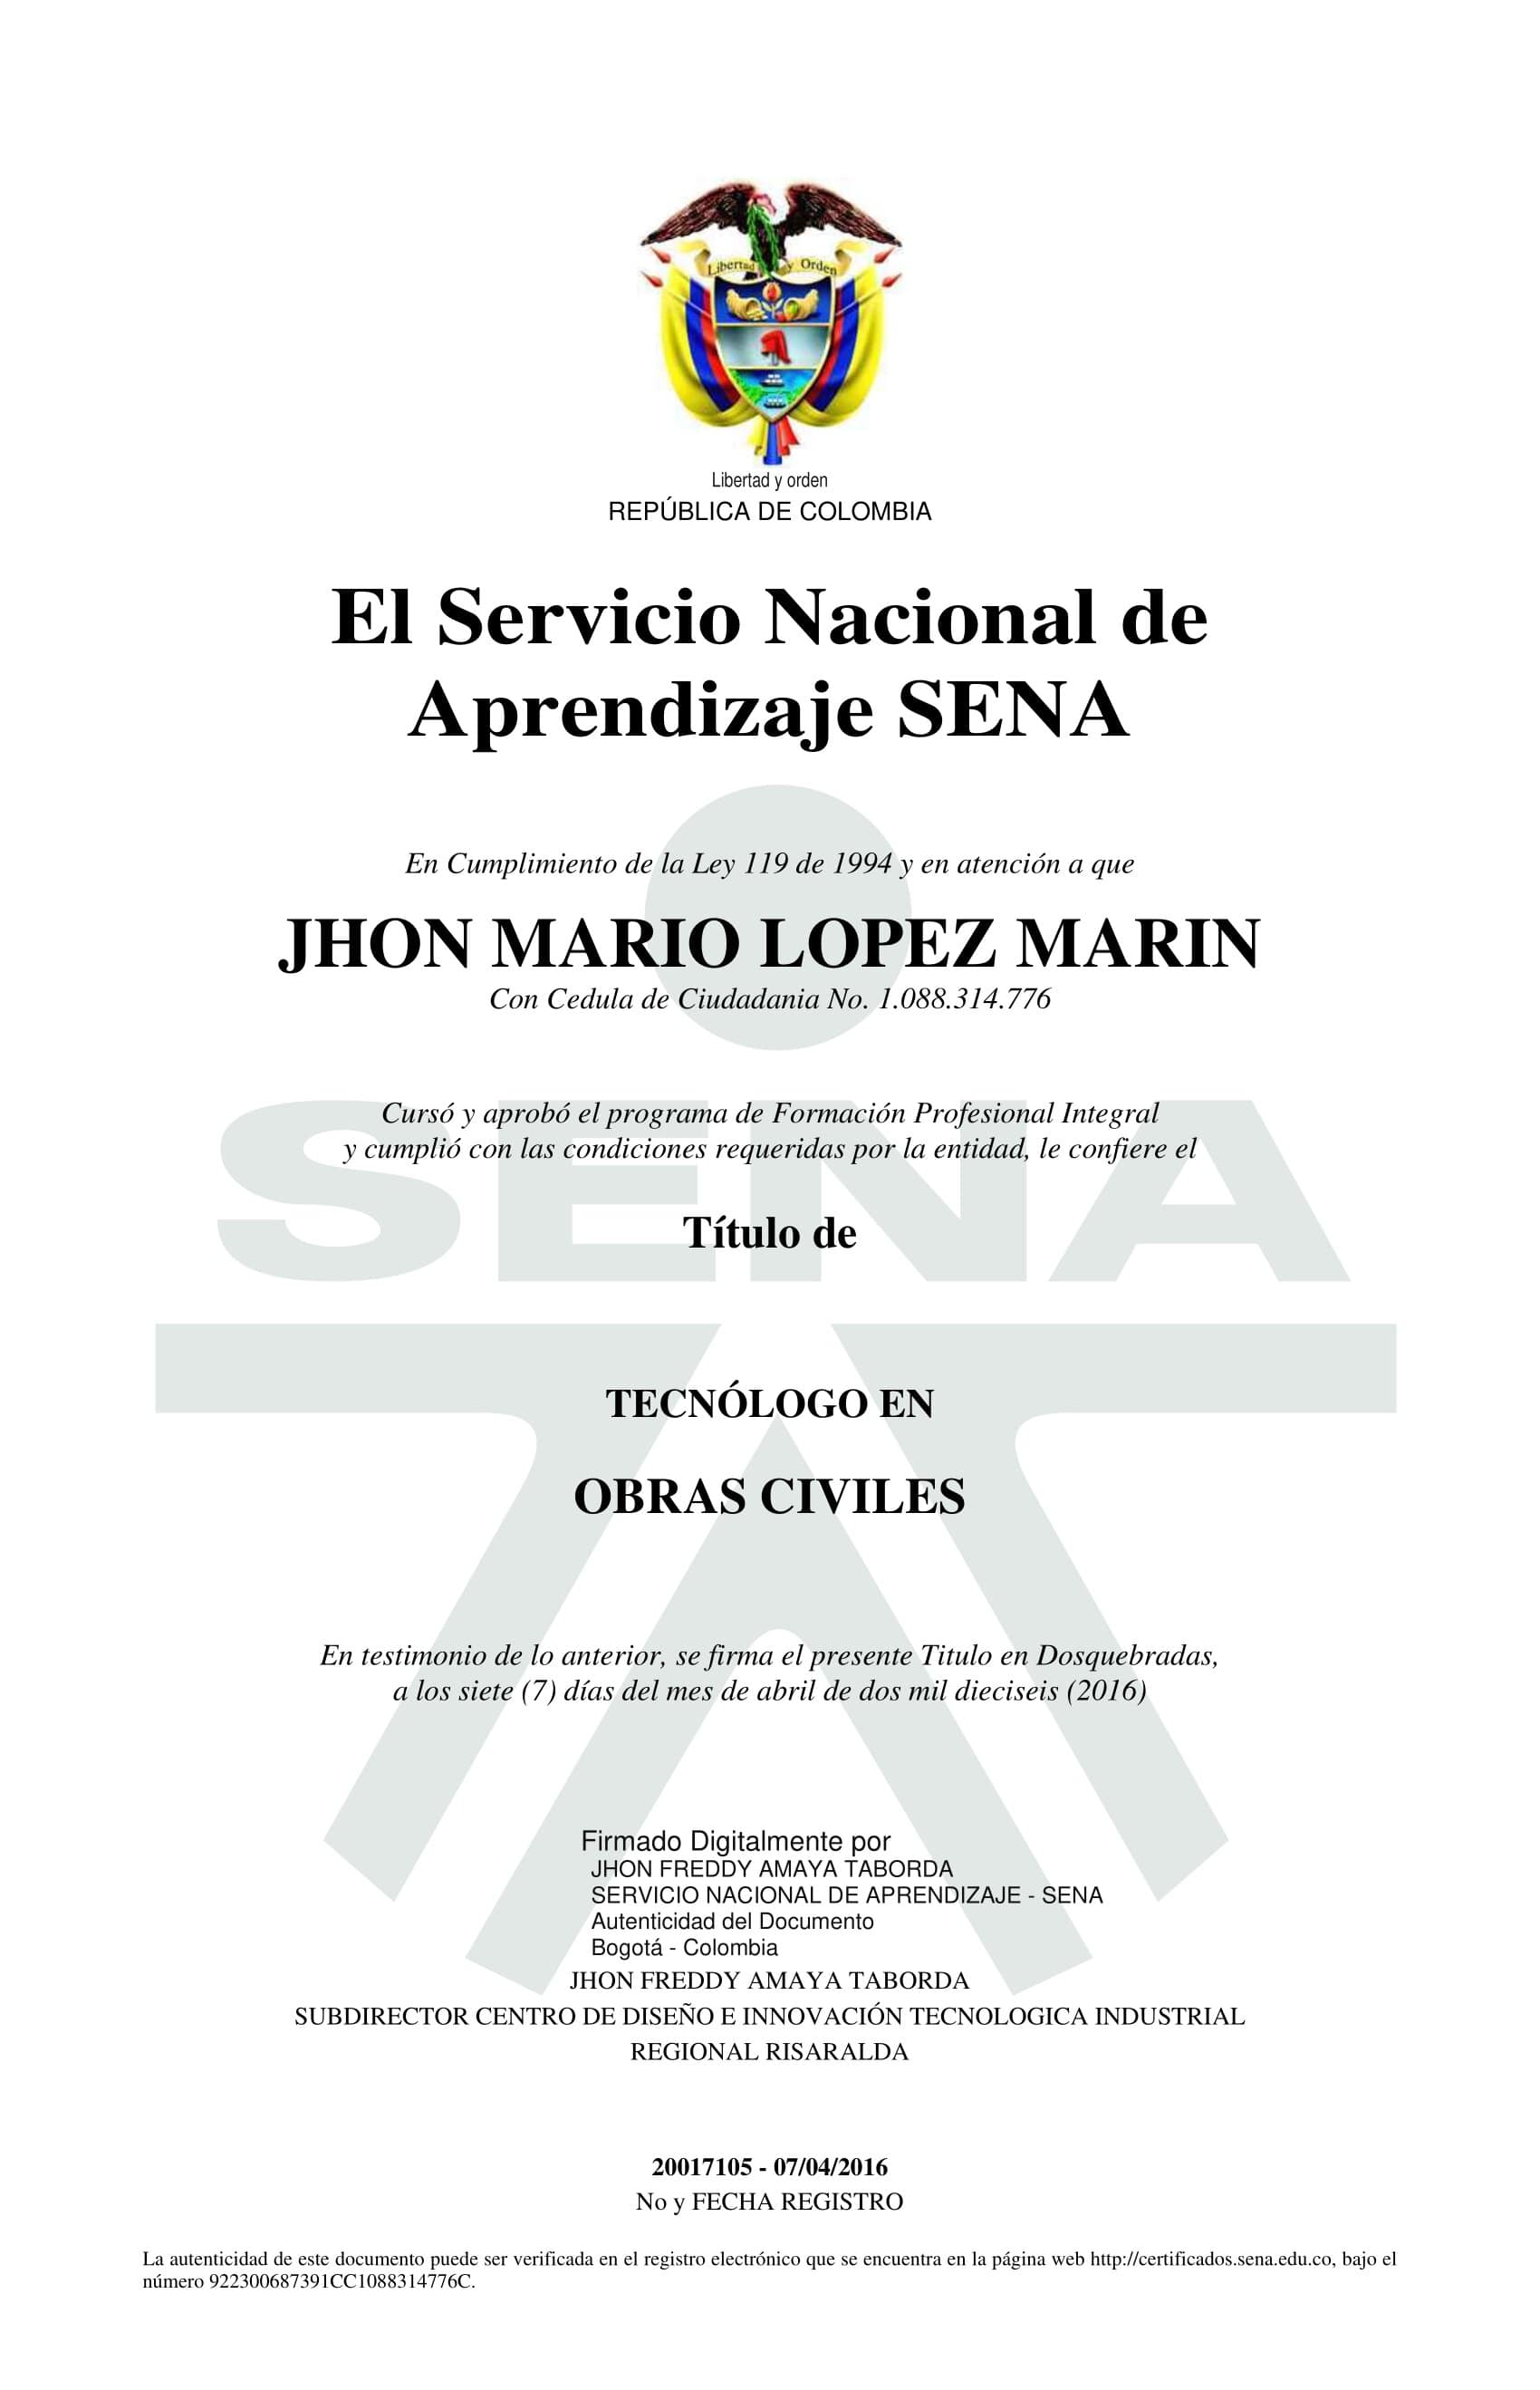 Libertad y Orden
Libertad y orden
REPÚBLICA DE COLOMBIA
El Servicio Nacional de
Aprendizaje SENA
En Cumplimiento de la Ley 119 de 1994 y en atención a que
JHON MARIO LOPEZ MARIN
Con Cedula de Ciudadania No. 1.088.314.776
Cursó y aprobó el programa de Formación Profesional Integral
y cumplió con las condiciones requeridas por la entidad, le confiere el
SENA
Título de
TECNÓLOGO EN
OBRAS CIVILES
En testimonio de lo anterior, se firma el presente Titulo en Dosquebradas,
a los siete (7) días del mes de abril de dos mil dieciseis (2016)
Firmado Digitalmente por
JHON FREDDY AMAYA TABORDA
SERVICIO NACIONAL DE APRENDIZAJE - SENA
Autenticidad del Documento
Bogotá - Colombia
JHON FREDDY AMAYA TABORDA
SUBDIRECTOR CENTRO DE DISEÑO E INNOVACIÓN TECNOLOGICA INDUSTRIAL
REGIONAL RISARALDA
20017105 - 07/04/2016
No y FECHA REGISTRO
La autenticidad de este documento puede ser verificada en el registro electrónico que se encuentra en la página web http://certificados.sena.edu.co, bajo el
número 922300687391CC1088314776C.